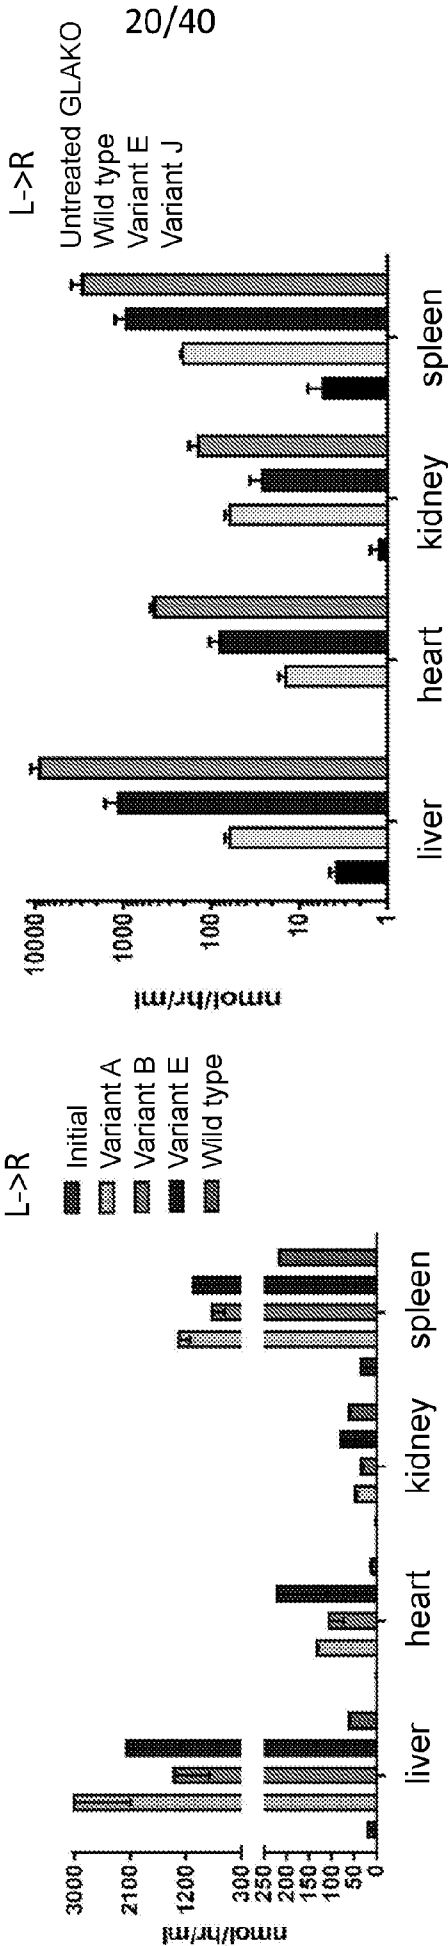 20/40
L->R
Initial
Variant A
Variant B
Variant E
Wild type
nmol/hr/ml
3000
2100
1200
300
250
200
150
100
50
0
liver
heart
kidney
spleen
L->R
Untreated GLAKO
Wild type
Variant E
Variant J
nmol/hr/ml
10000
1000
100
10
1
liver
heart
kidney
spleen